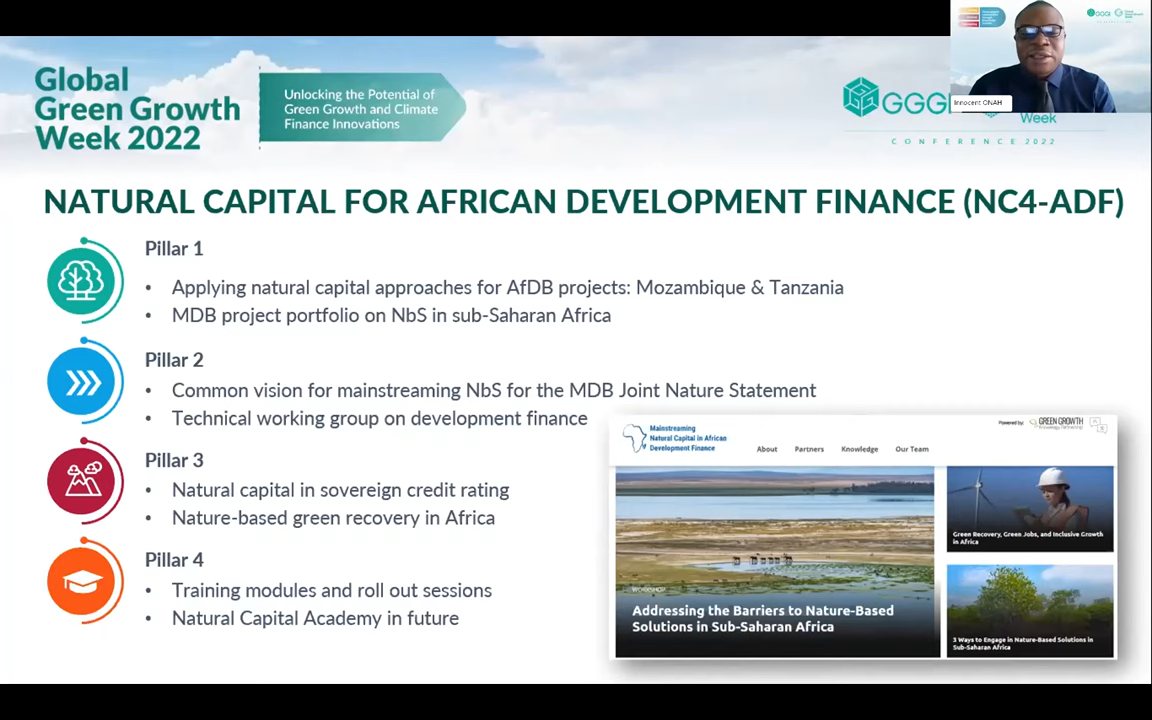 Global
Green Growth
Week 2022
Unlocking the Potential of
Green Growth and Climate
Finance Innovations
GGGI
Week
CONFERENCE 2022
Innocent ONAH
NATURAL CAPITAL FOR AFRICAN DEVELOPMENT FINANCE (NC4-ADF)
Pillar 1
• Applying natural capital approaches for AfDB projects: Mozambique & Tanzania
• MDB project portfolio on NbS in sub-Saharan Africa
Pillar 2
• Common vision for mainstreaming NbS for the MDB Joint Nature Statement
• Technical working group on development finance
Pillar 3
• Natural capital in sovereign credit rating
• Nature-based green recovery in Africa
Pillar 4
• Training modules and roll out sessions
• Natural Capital Academy in future
Mainstreaming
Natural Capital in African
Development Finance
About Partners Knowledge Our Team
Powered by: GREEN GROWTH
WORKSHOP
Addressing the Barriers to Nature-Based
Solutions in Sub-Saharan Africa
Green Recovery, Green Jobs, and Inclusive Growth
in Africa
3 Ways to Engage in Nature-Based Solutions in
Sub-Saharan Africa